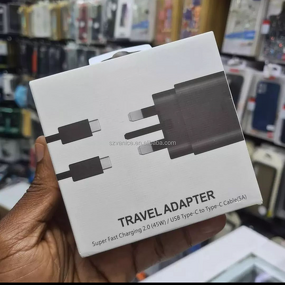 TRAVEL ADAPTER
Super Fast Charging 2.0 (45W) / USB Type-C to Type-C Cable(5A)